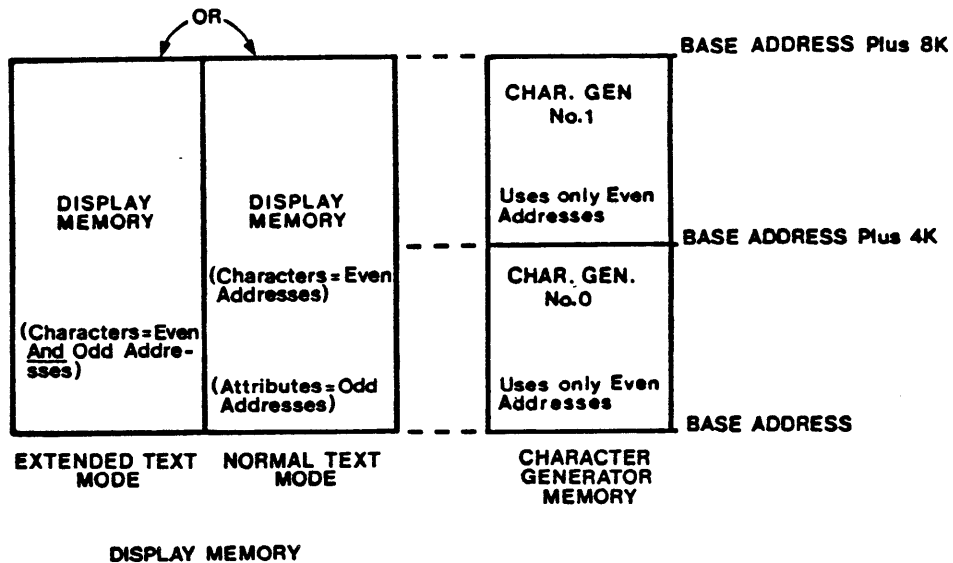 OR
BASE ADDRESS Plus 8K
DISPLAY
MEMORY
(Characters=Even
And Odd Addre-
sses)
DISPLAY
MEMORY
(Characters=Even
Addresses)
(Attributes=Odd
Addresses)
CHAR. GEN
No.1
Uses only Even
Addresses
BASE ADDRESS Plus 4K
CHAR. GEN.
No.0
Uses only Even
Addresses
BASE ADDRESS
EXTENDED TEXT
MODE
NORMAL TEXT
MODE
CHARACTER
GENERATOR
MEMORY
DISPLAY MEMORY